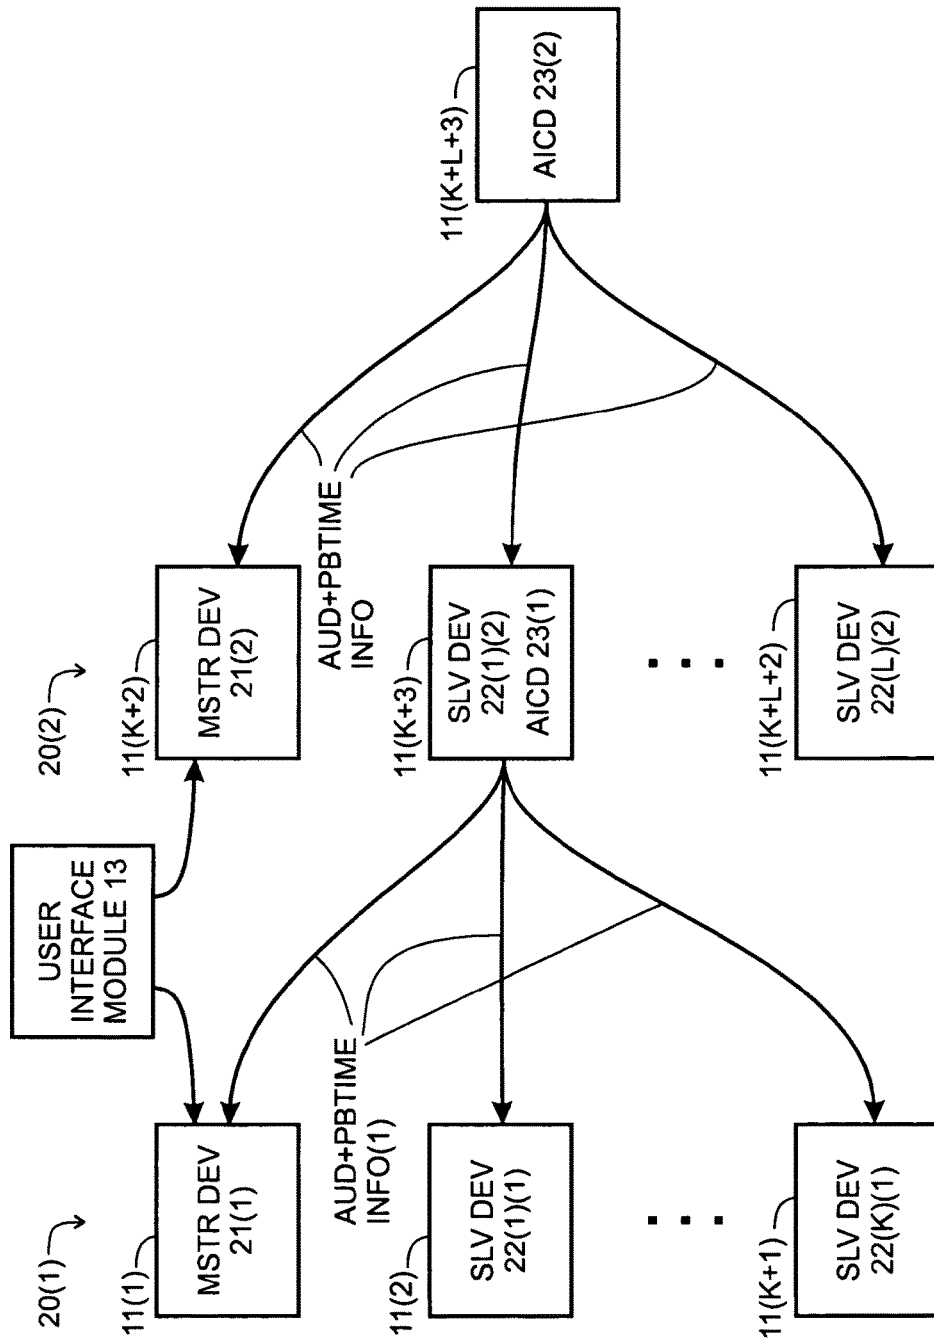 USER
INTERFACE
MODULE 13
20(1)
11(1)
MSTR DEV
21(1)
AUD+PBTIME
INFO(1)
11(2)
SLV DEV
22(1)(1)
11(K+1)
SLV DEV
22(K)(1)
20(2)
11(K+2)
MSTR DEV
21(2)
AUD+PBTIME
INFO
11(K+3)
SLV DEV
22(1)(2)
AICD 23(1)
11(K+L+2)
SLV DEV
22(L)(2)
11(K+L+3)
AICD 23(2)